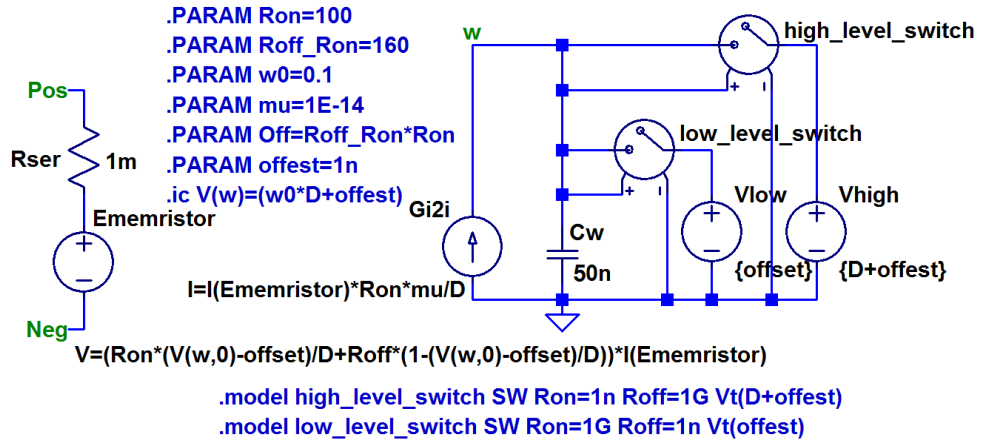 .PARAM Ron=100
.PARAM Roff_Ron=160
.PARAM w0=0.1
.PARAM mu=1E-14
.PARAM Off=Roff_Ron*Ron
.PARAM offest=1n
.ic V(w)=(w0*D+offest)
Pos
Rser
1m
Ememristor
+
−
Neg
w
high_level_switch
+
-
low_level_switch
+
-
Gi2i
I=I(Ememristor)*Ron*mu/D
Cw
50n
Vlow
+
−
{offset}
Vhigh
+
−
{D+offest}
V=(Ron*(V(w,0)-offset)/D+Roff*(1-(V(w,0)-offset)/D))*I(Ememristor)
.model high_level_switch SW Ron=1n Roff=1G Vt(D+offest)
.model low_level_switch SW Ron=1G Roff=1n Vt(offest)